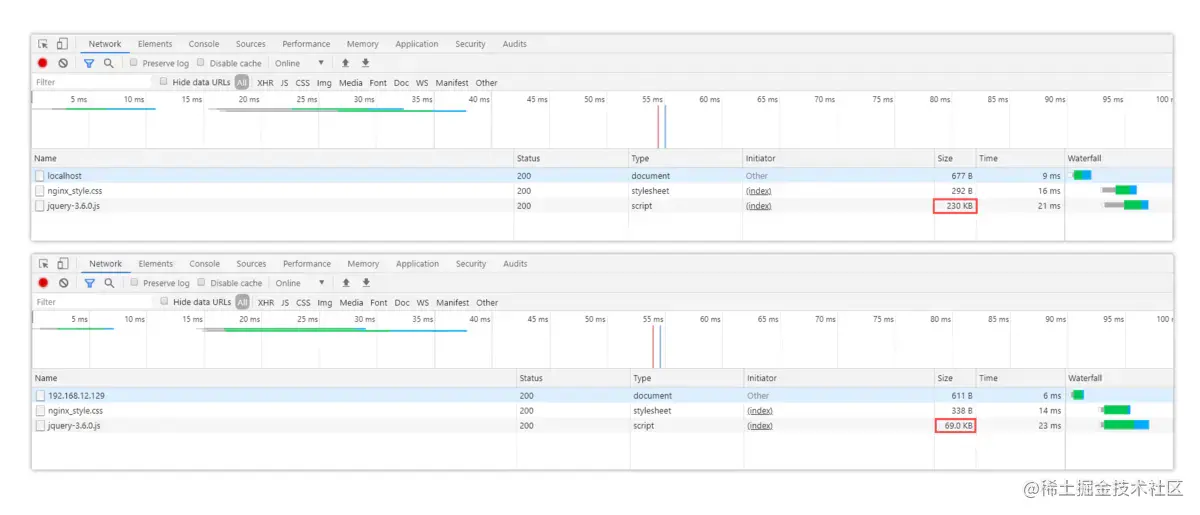 Network Elements Console Sources Performance Memory Application Security Audits
Preserve log Disable cache Online
Filter Hide data URLs All XHR JS CSS Img Media Font Doc WS Manifest Other
5 ms 10 ms 15 ms 20 ms 25 ms 30 ms 35 ms 40 ms 45 ms 50 ms 55 ms 60 ms 65 ms 70 ms 75 ms 80 ms 85 ms 90 ms 95 ms 100 m
Name Status Type Initiator Size Time Waterfall
localhost 200 document Other 677 B 9 ms
nginx_style.css 200 stylesheet (index) 292 B 16 ms
jquery-3.6.0.js 200 script (index) 230 KB 21 ms
Network Elements Console Sources Performance Memory Application Security Audits
Preserve log Disable cache Online
Filter Hide data URLs All XHR JS CSS Img Media Font Doc WS Manifest Other
5 ms 10 ms 15 ms 20 ms 25 ms 30 ms 35 ms 40 ms 45 ms 50 ms 55 ms 60 ms 65 ms 70 ms 75 ms 80 ms 85 ms 90 ms 95 ms 100 m
Name Status Type Initiator Size Time Waterfall
192.168.12.129 200 document Other 611 B 6 ms
nginx_style.css 200 stylesheet (index) 338 B 14 ms
jquery-3.6.0.js 200 script (index) 69.0 KB 23 ms
@稀土掘金技术社区